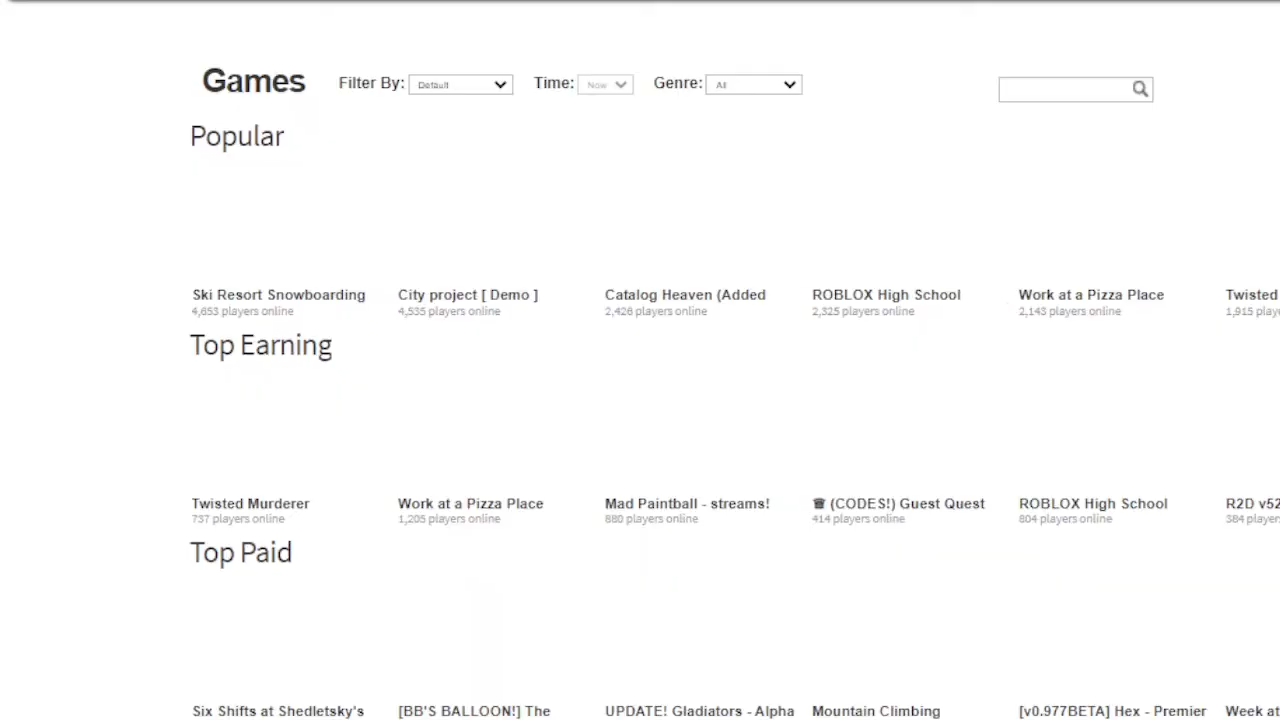 Games Filter By: Default Time: Now Genre: All
Popular
Ski Resort Snowboarding City project [ Demo ] Catalog Heaven (Added ROBLOX High School Work at a Pizza Place Twisted
4,653 players online 4,535 players online 2,426 players online 2,325 players online 2,143 players online 1,915 playe
Top Earning
Twisted Murderer Work at a Pizza Place Mad Paintball - streams! ☎ (CODES!) Guest Quest ROBLOX High School R2D v52
737 players online 1,205 players online 880 players online 414 players online 804 players online 384 players
Top Paid
Six Shifts at Shedletsky's [BB'S BALLOON!] The UPDATE! Gladiators - Alpha Mountain Climbing [v0.977BETA] Hex - Premier Week at